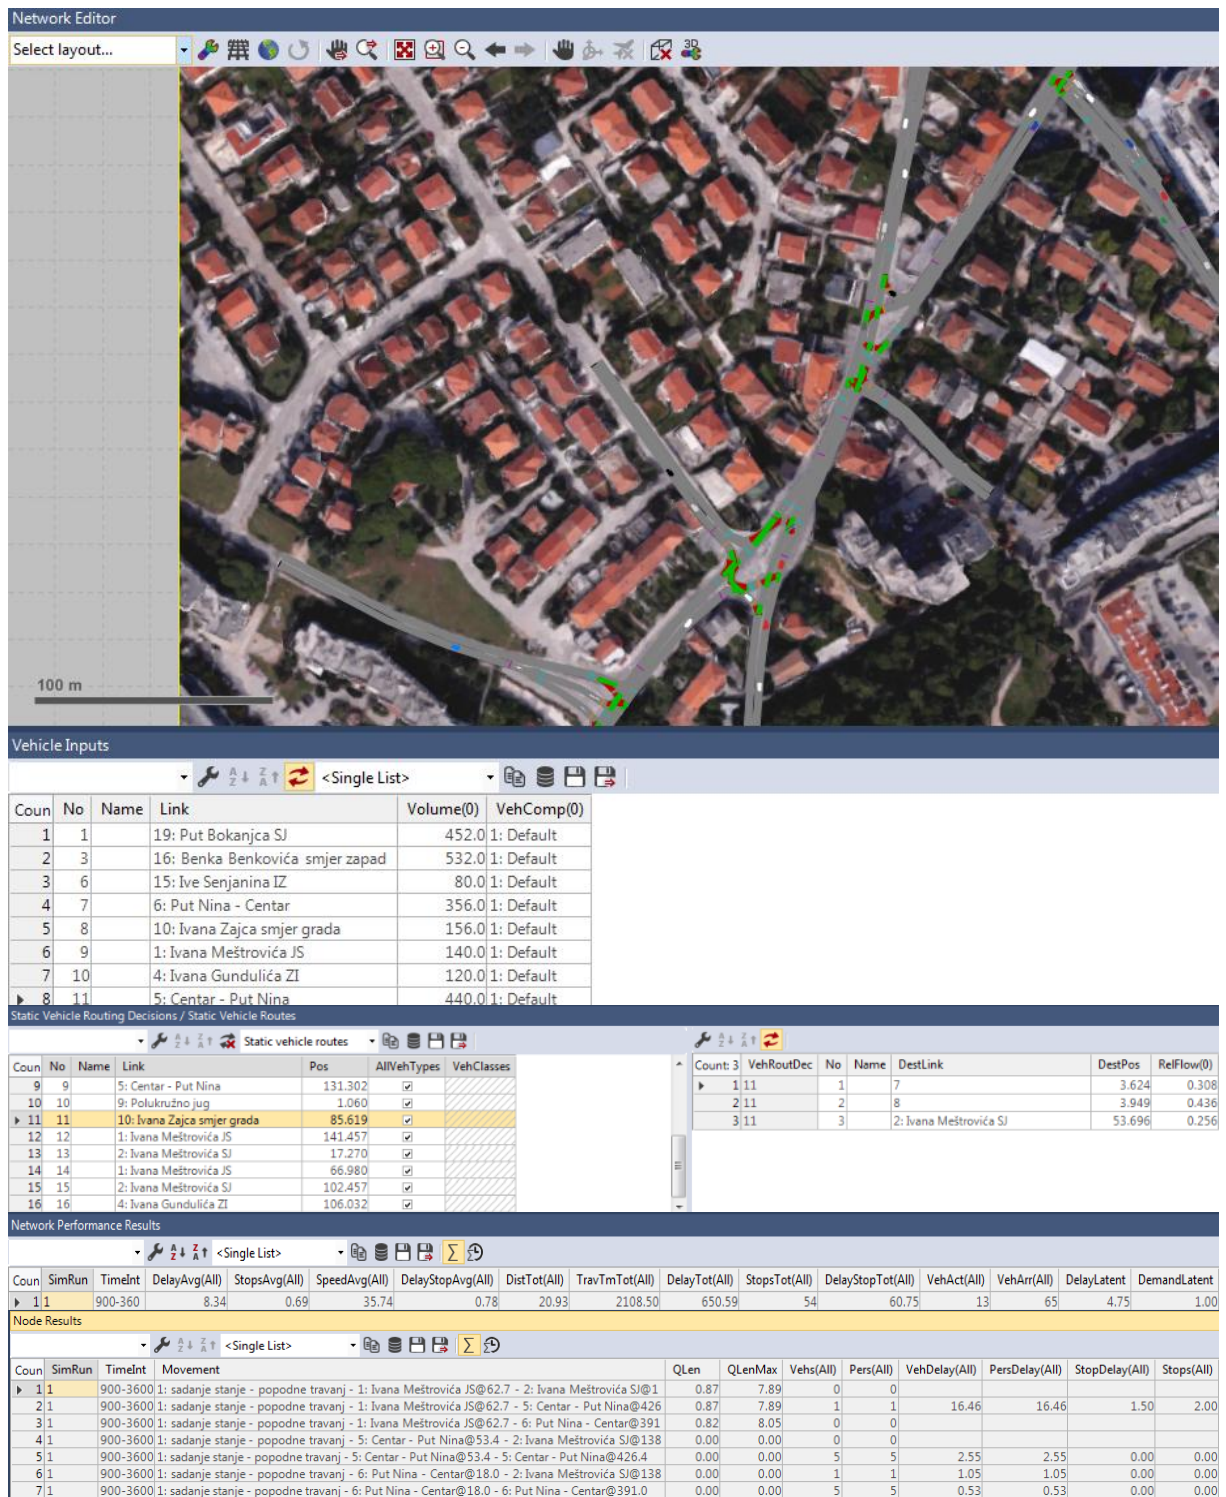 Network Editor
Select layout...
3D
100 m
Vehicle Inputs
<Single List>
Coun No Name Link Volume(0) VehComp(0)
1 1 19: Put Bokanjca SJ 452.0 1: Default
2 3 16: Benka Benkovića smjer zapad 532.0 1: Default
3 6 15: Ive Senjanina IZ 80.0 1: Default
4 7 6: Put Nina - Centar 356.0 1: Default
5 8 10: Ivana Zajca smjer grada 156.0 1: Default
6 9 1: Ivana Meštrovića JS 140.0 1: Default
7 10 4: Ivana Gundulića ZI 120.0 1: Default
8 11 5: Centar - Put Nina 440.0 1: Default
Static Vehicle Routing Decisions / Static Vehicle Routes
Static vehicle routes
Coun No Name Link Pos AllVehTypes VehClasses
9 9 5: Centar - Put Nina 131.302
10 10 9: Polukružno jug 1.060
11 11 10: Ivana Zajca smjer grada 85.619
12 12 1: Ivana Meštrovića JS 141.457
13 13 2: Ivana Meštrovića SJ 17.270
14 14 1: Ivana Meštrovića JS 66.980
15 15 2: Ivana Meštrovića SJ 102.457
16 16 4: Ivana Gundulića ZI 106.032
Count: 3 VehRoutDec No Name DestLink DestPos RelFlow(0)
1 11 1 7 3.624 0.308
2 11 2 8 3.949 0.436
3 11 3 2: Ivana Meštrovića SJ 53.696 0.256
Network Performance Results
<Single List>
Coun SimRun TimeInt DelayAvg(All) StopsAvg(All) SpeedAvg(All) DelayStopAvg(All) DistTot(All) TravTmTot(All) DelayTot(All) StopsTot(All) DelayStopTot(All) VehAct(All) VehArr(All) DelayLatent DemandLatent
1 1 900-360 8.34 0.69 35.74 0.78 20.93 2108.50 650.59 54 60.75 13 65 4.75 1.00
Node Results
<Single List>
Coun SimRun TimeInt Movement QLen QLenMax Vehs(All) Pers(All) VehDelay(All) PersDelay(All) StopDelay(All) Stops(All)
1 1 900-3600 1: sadanje stanje - popodne travanj - 1: Ivana Meštrovića JS@62.7 - 2: Ivana Meštrovića SJ@1 0.87 7.89 0 0
2 1 900-3600 1: sadanje stanje - popodne travanj - 1: Ivana Meštrovića JS@62.7 - 5: Centar - Put Nina@426 0.87 7.89 1 1 16.46 16.46 1.50 2.00
3 1 900-3600 1: sadanje stanje - popodne travanj - 1: Ivana Meštrovića JS@62.7 - 6: Put Nina - Centar@391 0.82 8.05 0 0
4 1 900-3600 1: sadanje stanje - popodne travanj - 5: Centar - Put Nina@53.4 - 2: Ivana Meštrovića SJ@138 0.00 0.00 0 0
5 1 900-3600 1: sadanje stanje - popodne travanj - 5: Centar - Put Nina@53.4 - 5: Centar - Put Nina@426.4 0.00 0.00 5 5 2.55 2.55 0.00 0.00
6 1 900-3600 1: sadanje stanje - popodne travanj - 6: Put Nina - Centar@18.0 - 2: Ivana Meštrovića SJ@138 0.00 0.00 1 1 1.05 1.05 0.00 0.00
7 1 900-3600 1: sadanje stanje - popodne travanj - 6: Put Nina - Centar@18.0 - 6: Put Nina - Centar@391.0 0.00 0.00 5 5 0.53 0.53 0.00 0.00